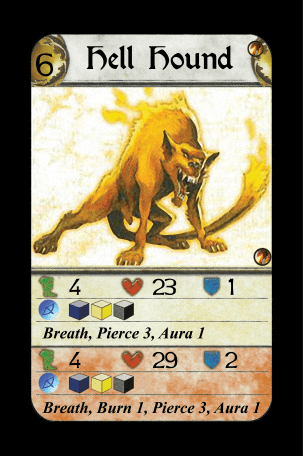 6 Hell Hound
4 23 1
Breath, Pierce 3, Aura 1
4 29 2
Breath, Burn 1, Pierce 3, Aura 1